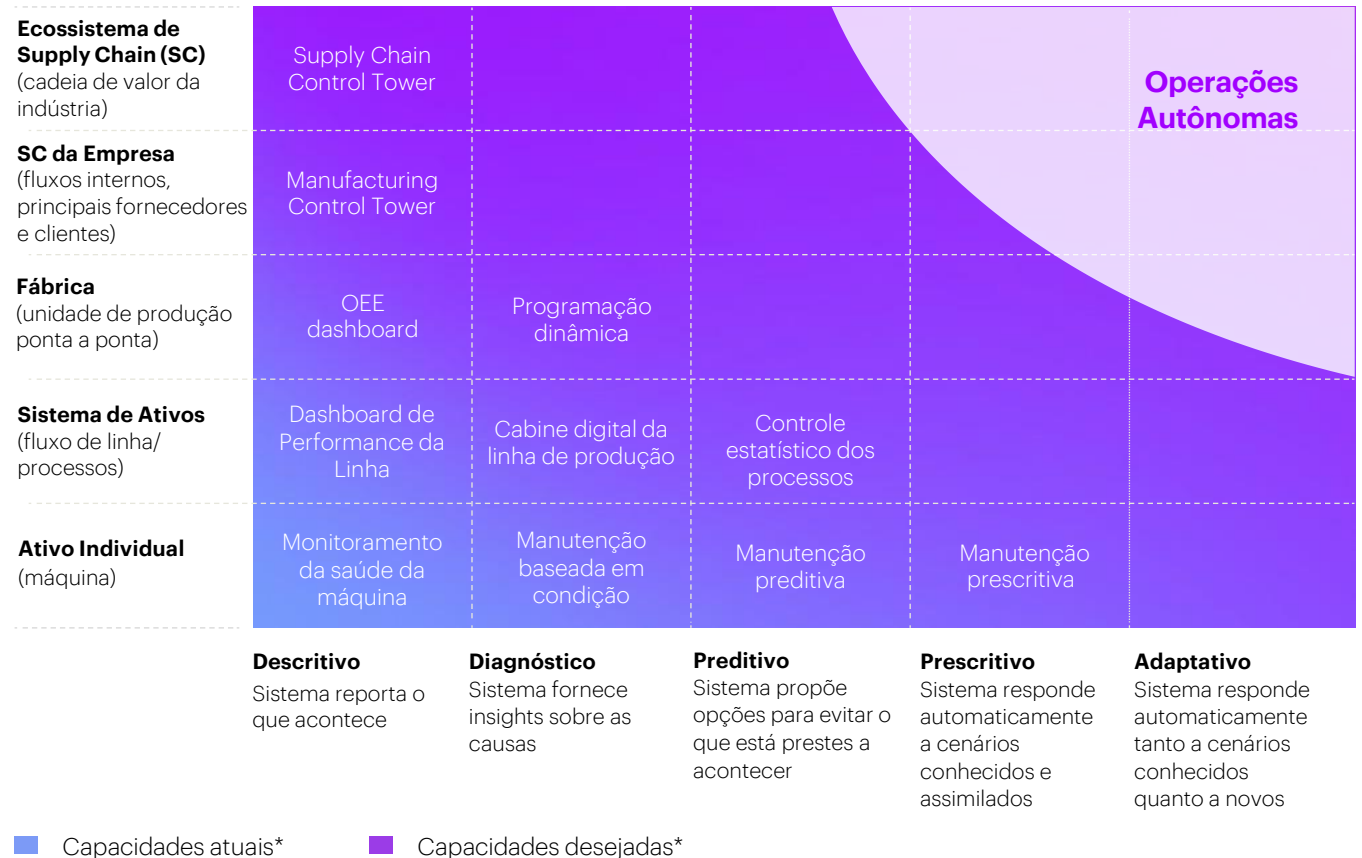 Ecossistema de
Supply Chain (SC)
(cadeia de valor da
indústria)
Supply Chain
Control Tower
Operações
Autônomas
SC da Empresa
(fluxos internos,
principais fornecedores
e clientes)
Manufacturing
Control Tower
Fábrica
(unidade de produção
ponta a ponta)
OEE
dashboard
Programação
dinâmica
Sistema de Ativos
(fluxo de linha/
processos)
Dashboard de
Performance da
Linha
Cabine digital da
linha de produção
Controle
estatístico dos
processos
Ativo Individual
(máquina)
Monitoramento
da saúde da
máquina
Manutenção
baseada em
condição
Manutenção
preditiva
Manutenção
prescritiva
Descritivo
Sistema reporta o
que acontece
Diagnóstico
Sistema fornece
insights sobre as
causas
Preditivo
Sistema propõe
opções para evitar o
que está prestes a
acontecer
Prescritivo
Sistema responde
automaticamente
a cenários
conhecidos e
assimilados
Adaptativo
Sistema responde
automaticamente
tanto a cenários
conhecidos
quanto a novos
Capacidades atuais*
Capacidades desejadas*